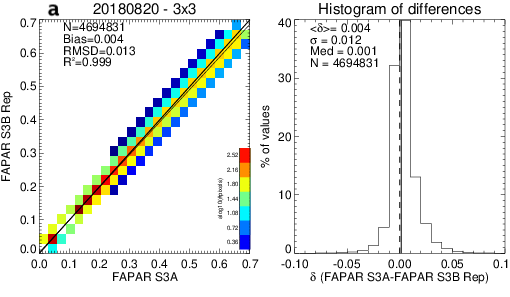 a 20180820 - 3x3
N=4694831
Bias=0.004
RMSD=0.013
R²=0.999
FAPAR S3B Rep
0.7
0.6
0.5
0.4
0.3
0.2
0.1
0.0
0.0 0.1 0.2 0.3 0.4 0.5 0.6 0.7
FAPAR S3A
2.52
2.16
1.80
1.44
1.08
0.72
0.36
Histogram of differences
<δ>= 0.004
σ = 0.012
Med = 0.001
N = 4694831
% of values
40
30
20
10
0
-0.10 -0.05 0.00 0.05 0.1
δ (FAPAR S3A-FAPAR S3B Rep)